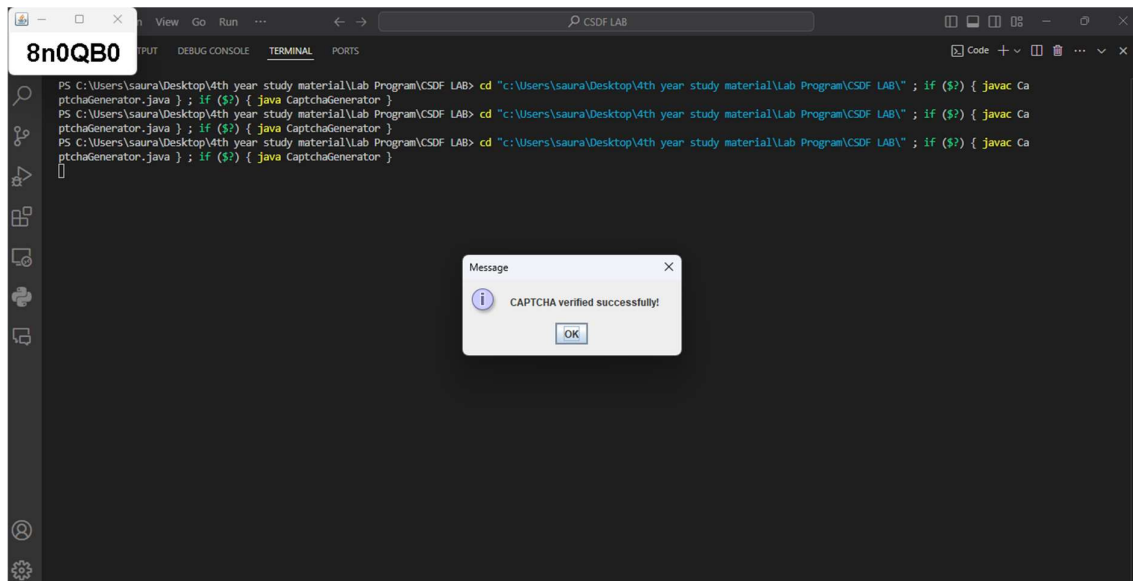 n View Go Run ···
CSDF LAB
8n0QB0
TPUT DEBUG CONSOLE TERMINAL PORTS
Code
PS C:\Users\saura\Desktop\4th year study material\Lab Program\CSDF LAB> cd "c:\Users\saura\Desktop\4th year study material\Lab Program\CSDF LAB\" ; if ($?) { javac Ca
ptchaGenerator.java } ; if ($?) { java CaptchaGenerator }
PS C:\Users\saura\Desktop\4th year study material\Lab Program\CSDF LAB> cd "c:\Users\saura\Desktop\4th year study material\Lab Program\CSDF LAB\" ; if ($?) { javac Ca
ptchaGenerator.java } ; if ($?) { java CaptchaGenerator }
PS C:\Users\saura\Desktop\4th year study material\Lab Program\CSDF LAB> cd "c:\Users\saura\Desktop\4th year study material\Lab Program\CSDF LAB\" ; if ($?) { javac Ca
ptchaGenerator.java } ; if ($?) { java CaptchaGenerator }
Message
CAPTCHA verified successfully!
OK